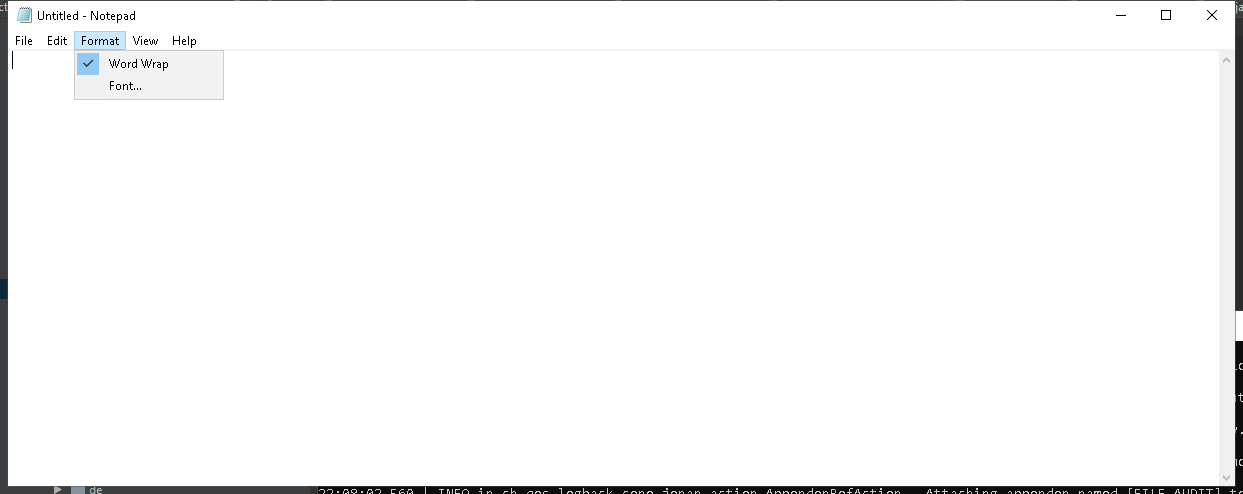 Untitled - Notepad
File Edit Format View Help
Word Wrap
Font...
de
22:08:02,560 | INFO in ch.qos.logback.core.joran.action.AppenderRefAction - Attaching appender named [FILE_AUDIT] t